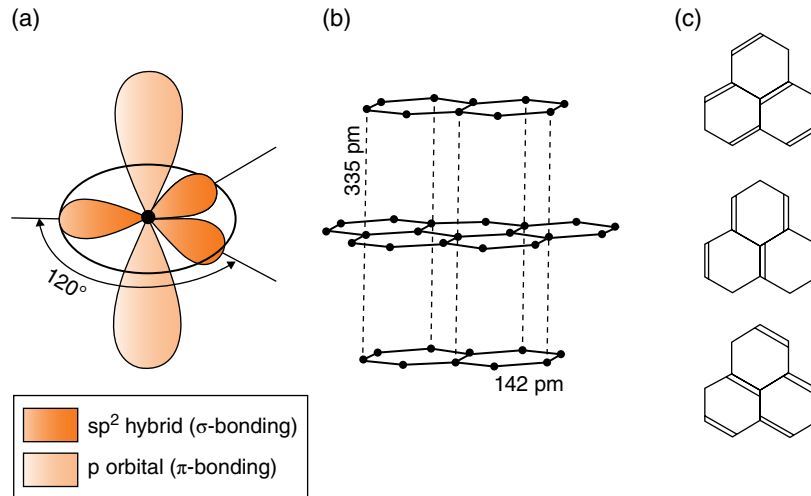 (a)
120°
sp² hybrid (σ-bonding)
p orbital (π-bonding)
(b)
335 pm
142 pm
(c)